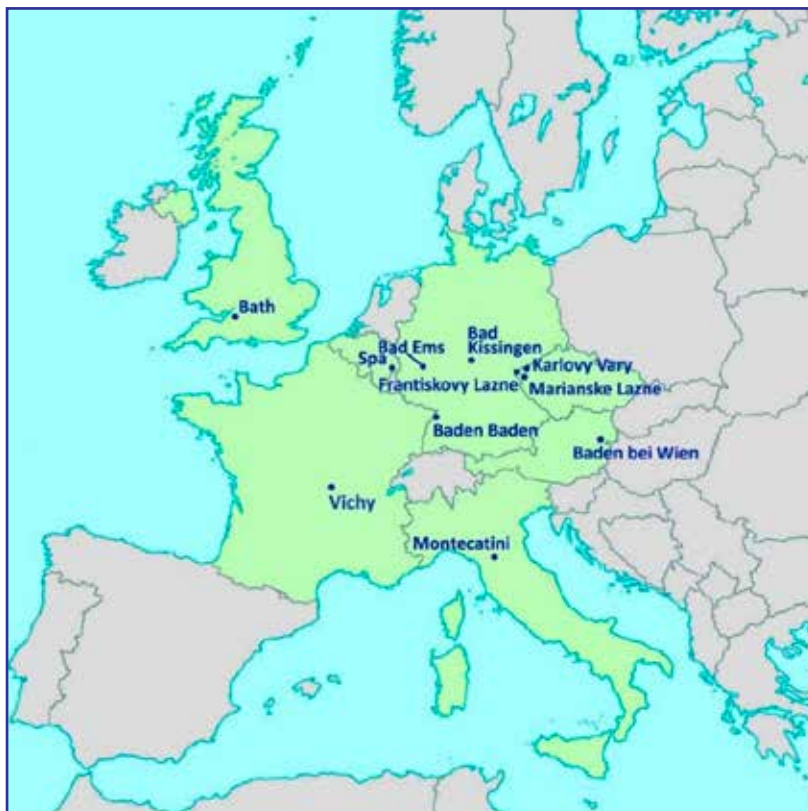 Bath
Bad
Kissingen
Bad Ems
Spa
Karlovy Vary
Frantiskovy Lazne
Marianske Lazne
Baden Baden
Baden bei Wien
Vichy
Montecatini